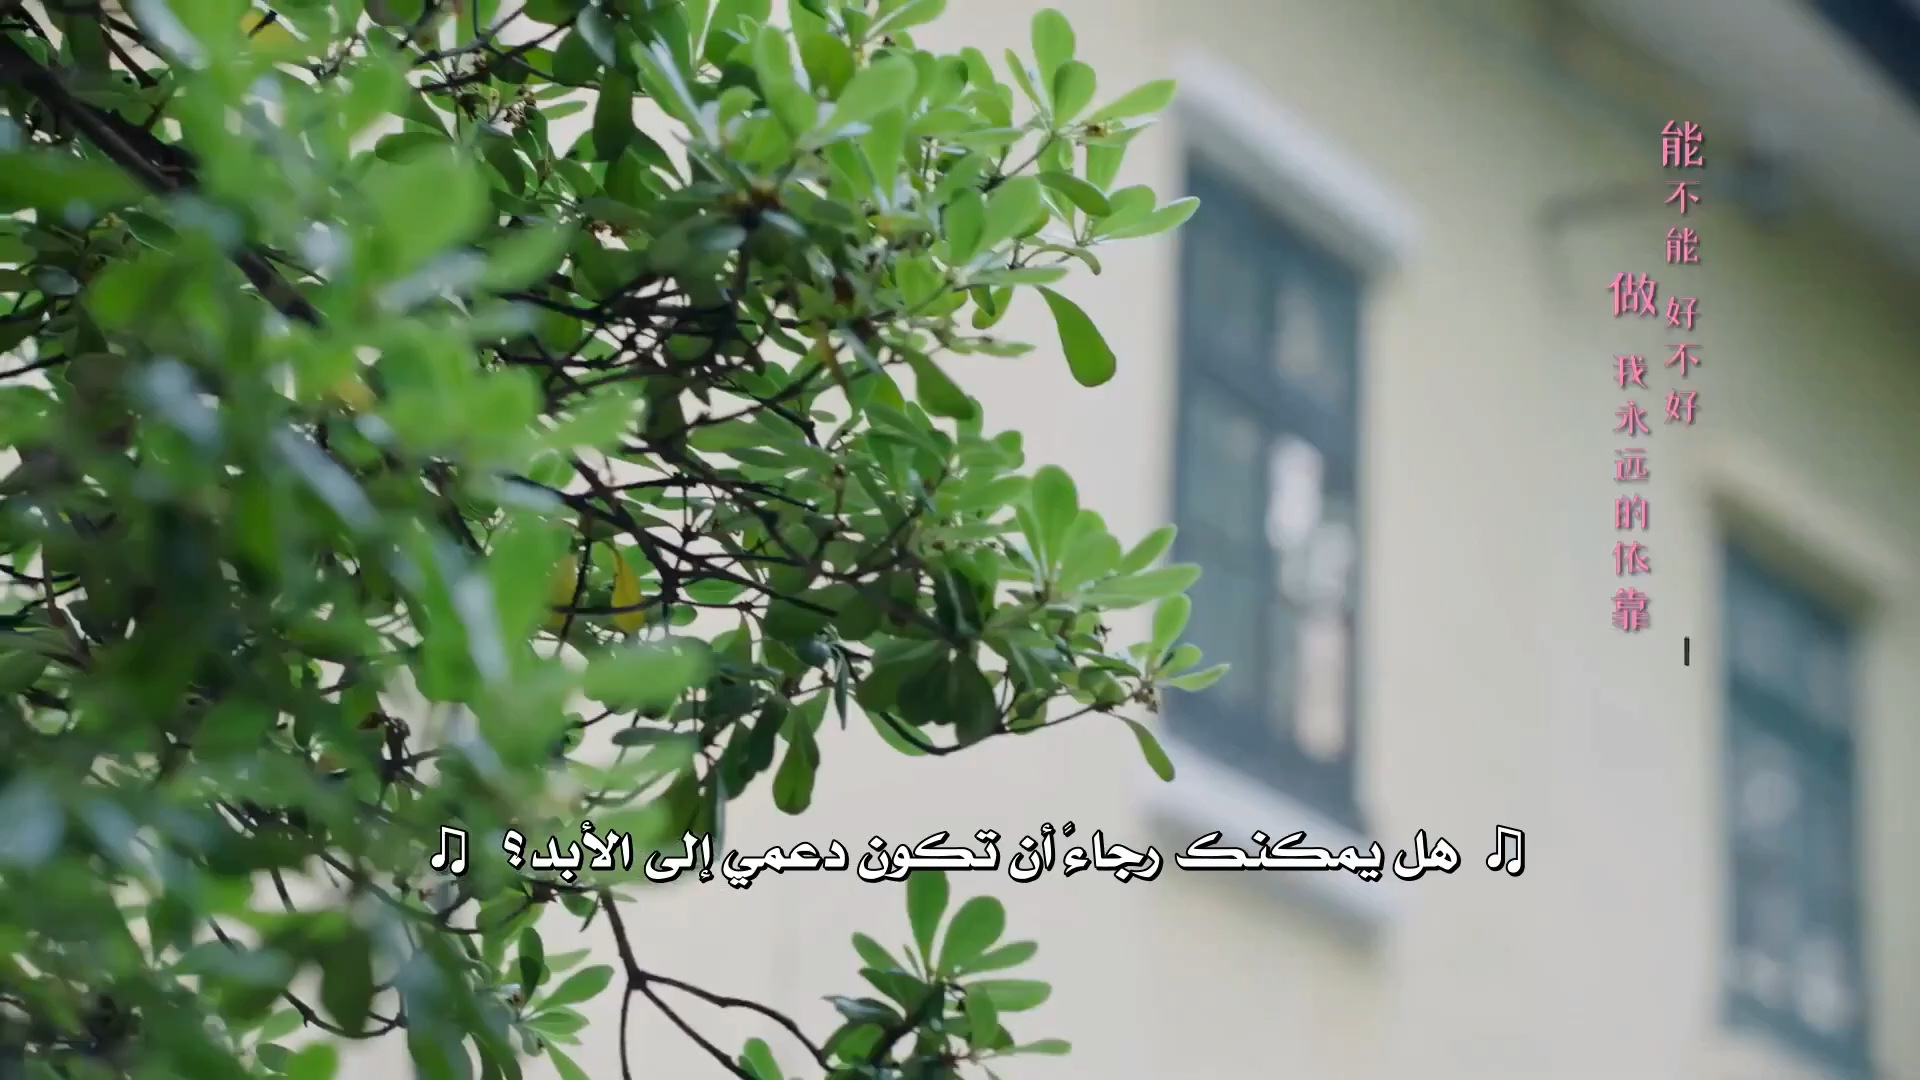 能不能 好不好
做 我永远的依靠
♫ هل يمكنك رجاءً أن تكون دعمي إلى الأبد؟ ♫